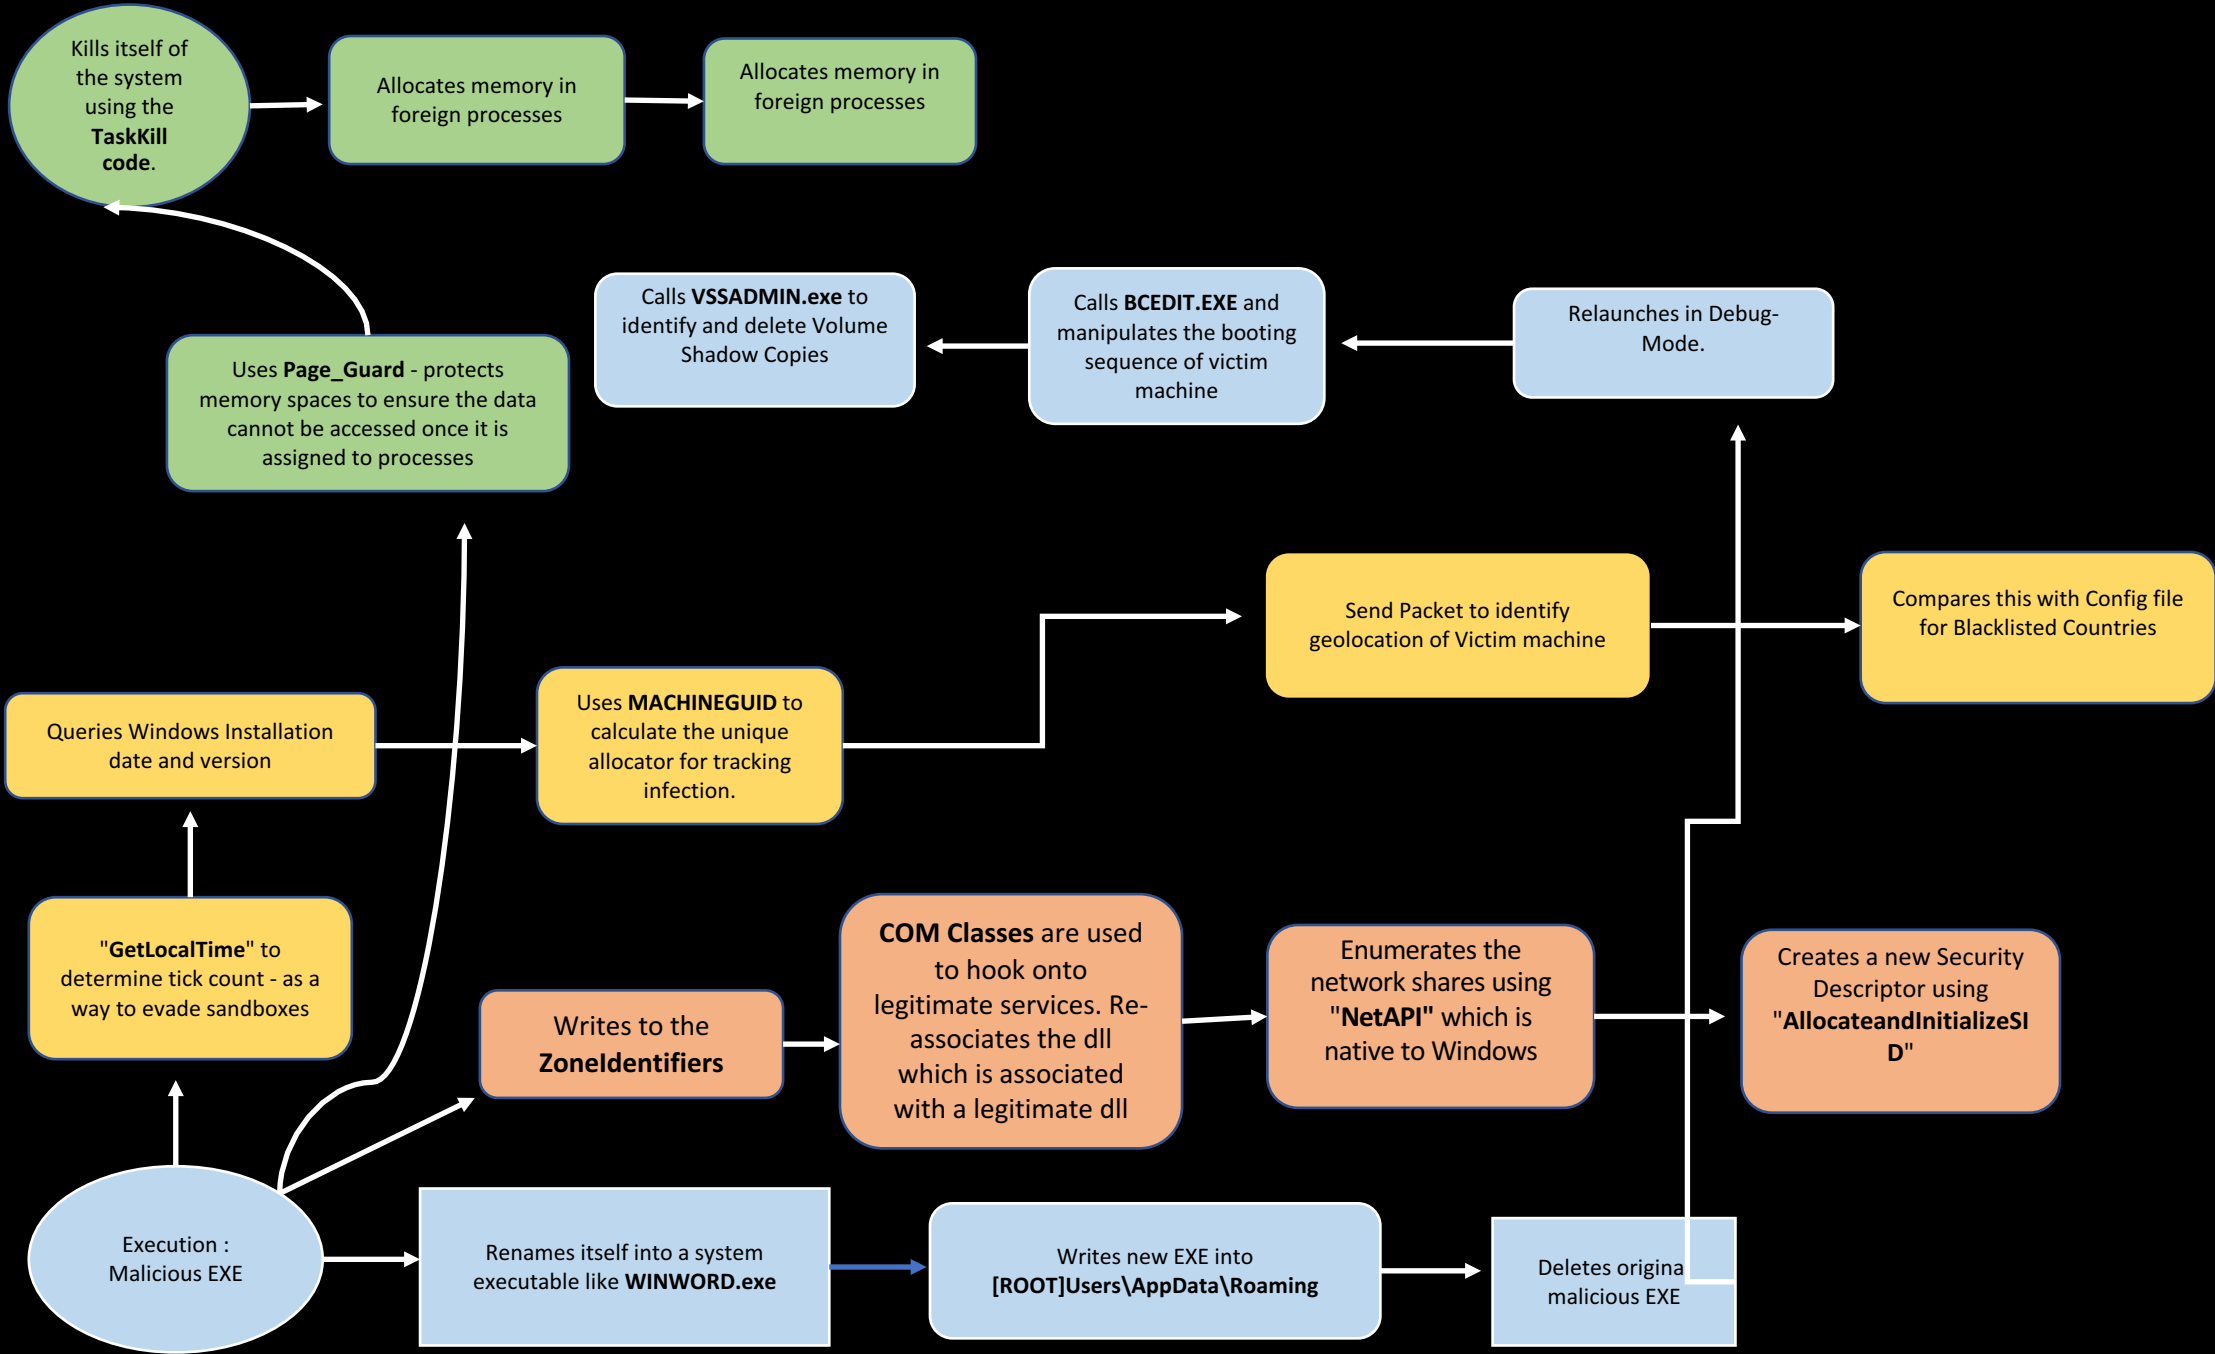 Kills itself of
the system
using the
TaskKill
code.
Allocates memory in
foreign processes
Allocates memory in
foreign processes
Calls VSSADMIN.exe to
identify and delete Volume
Shadow Copies
Calls BCEDIT.EXE and
manipulates the booting
sequence of victim
machine
Relaunches in Debug-
Mode.
Uses Page_Guard - protects
memory spaces to ensure the data
cannot be accessed once it is
assigned to processes
Send Packet to identify
geolocation of Victim machine
Compares this with Config file
for Blacklisted Countries
Queries Windows Installation
date and version
Uses MACHINEGUID to
calculate the unique
allocator for tracking
infection.
"GetLocalTime" to
determine tick count - as a
way to evade sandboxes
Writes to the
ZoneIdentifiers
COM Classes are used
to hook onto
legitimate services. Re-
associates the dll
which is associated
with a legitimate dll
Enumerates the
network shares using
"NetAPI" which is
native to Windows
Creates a new Security
Descriptor using
"AllocateandInitializeSI
D"
Execution :
Malicious EXE
Renames itself into a system
executable like WINWORD.exe
Writes new EXE into
[ROOT]Users\AppData\Roaming
Deletes original
malicious EXE